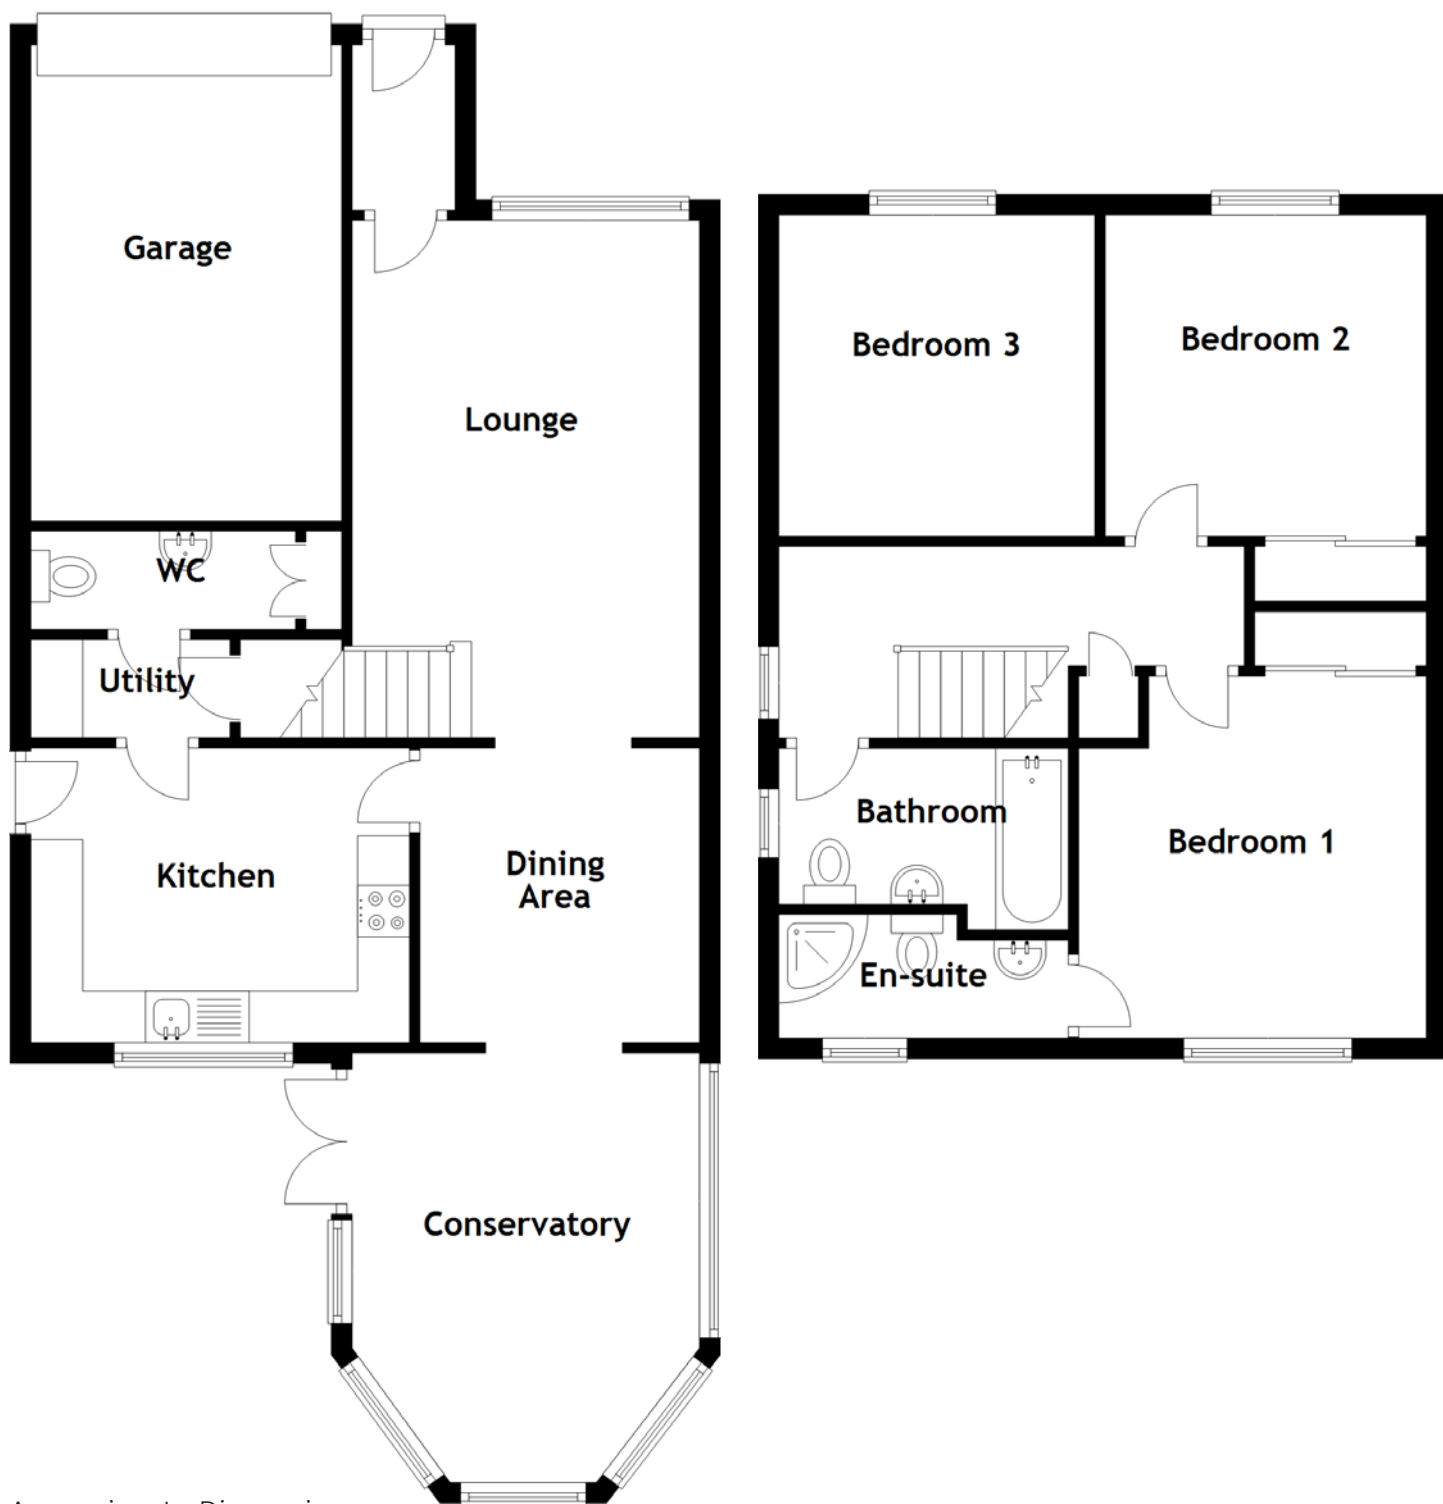 Garage
Lounge
WC
Utility
Kitchen
Dining
Area
Conservatory
Bedroom 3
Bedroom 2
Bathroom
Bedroom 1
En-suite